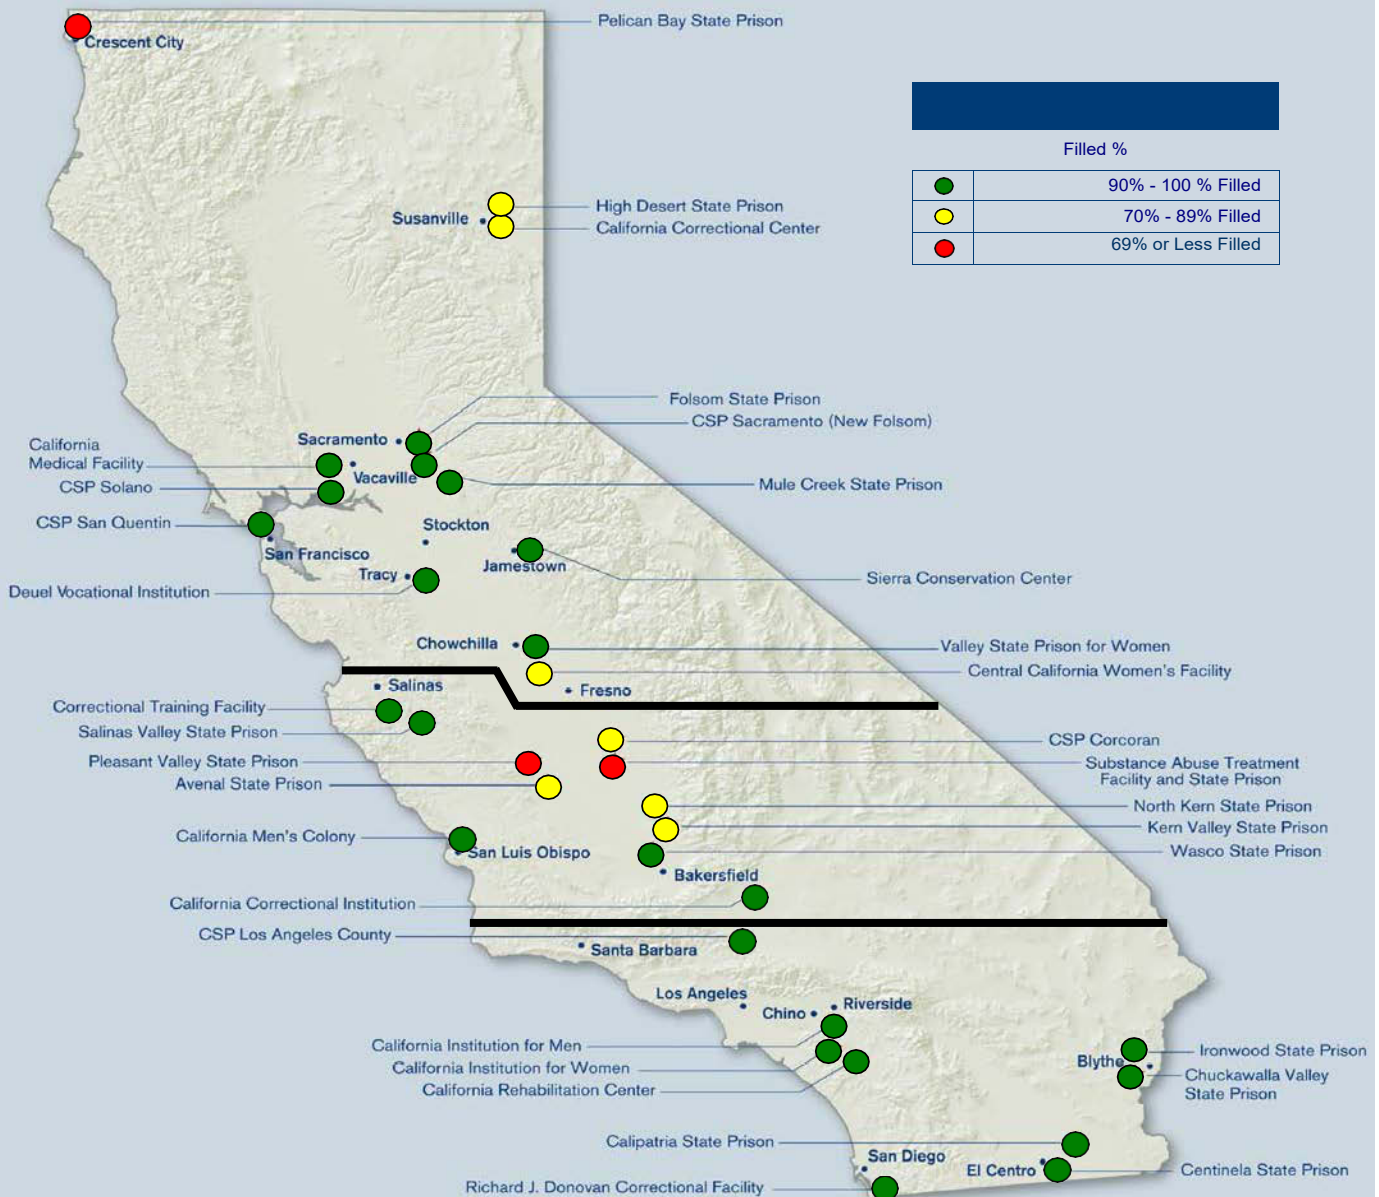 Pelican Bay State Prison
Crescent City
Filled %
90% - 100 % Filled
70% - 89% Filled
69% or Less Filled
High Desert State Prison
Susanville
California Correctional Center
Folsom State Prison
CSP Sacramento (New Folsom)
Sacramento
California
Medical Facility
Vacaville
CSP Solano
Mule Creek State Prison
CSP San Quentin
Stockton
San Francisco
Jamestown
Tracy
Sierra Conservation Center
Deuel Vocational Institution
Chowchilla
Valley State Prison for Women
Central California Women's Facility
Salinas
Fresno
Correctional Training Facility
Salinas Valley State Prison
CSP Corcoran
Pleasant Valley State Prison
Substance Abuse Treatment
Facility and State Prison
Avenal State Prison
North Kern State Prison
Kern Valley State Prison
California Men's Colony
San Luis Obispo
Wasco State Prison
Bakersfield
California Correctional Institution
CSP Los Angeles County
Santa Barbara
Los Angeles
Riverside
Chino
California Institution for Men
Ironwood State Prison
Blythe
California Institution for Women
Chuckawalla Valley
State Prison
California Rehabilitation Center
Calipatria State Prison
San Diego
El Centro
Centinela State Prison
Richard J. Donovan Correctional Facility